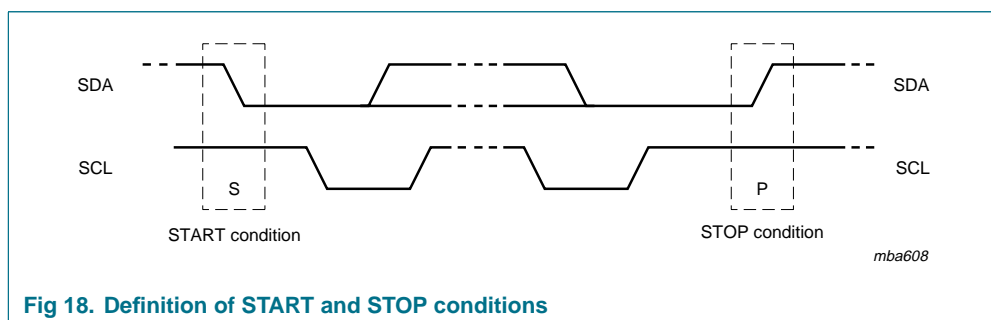 SDA
SDA
SCL
SCL
S
P
START condition
STOP condition
mba608
Fig 18. Definition of START and STOP conditions